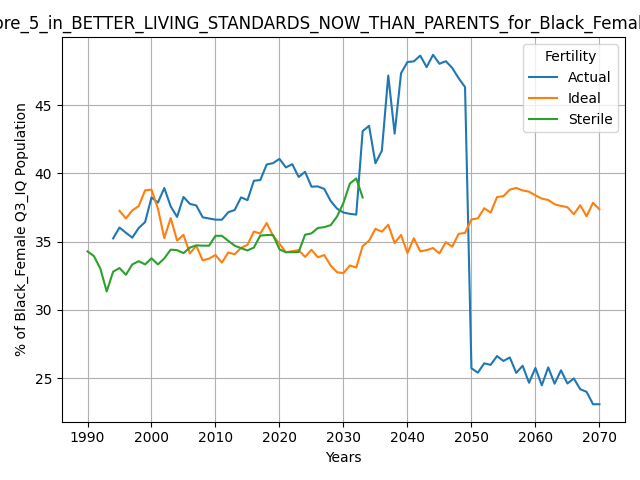 ore_5_in_BETTER_LIVING_STANDARDS_NOW_THAN_PARENTS_for_Black_Femal
Fertility
Actual
Ideal
Sterile
% of Black_Female Q3_IQ Population
45
40
35
30
25
1990 2000 2010 2020 2030 2040 2050 2060 2070
Years